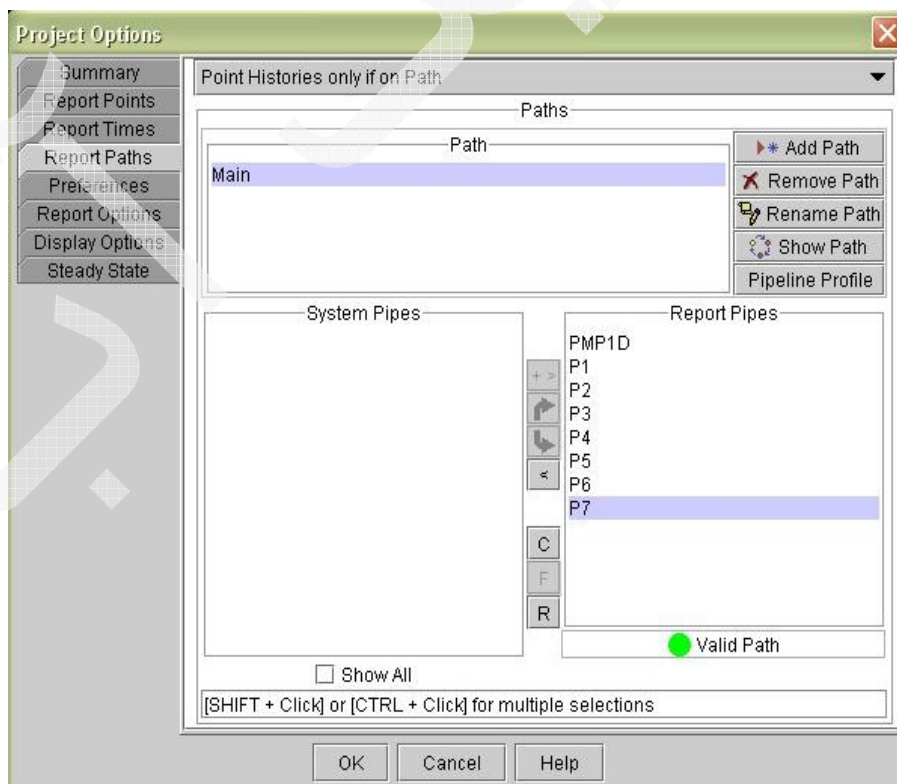 Project Options
Summary
Report Points
Report Times
Report Paths
Preferences
Report Options
Display Options
Steady State
Point Histories only if on Path
Paths
Path
Main
Add Path
Remove Path
Rename Path
Show Path
Pipeline Profile
System Pipes
+ >
<
C
F
R
Report Pipes
PMP1D
P1
P2
P3
P4
P5
P6
P7
Valid Path
Show All
[SHIFT + Click] or [CTRL + Click] for multiple selections
OK
Cancel
Help